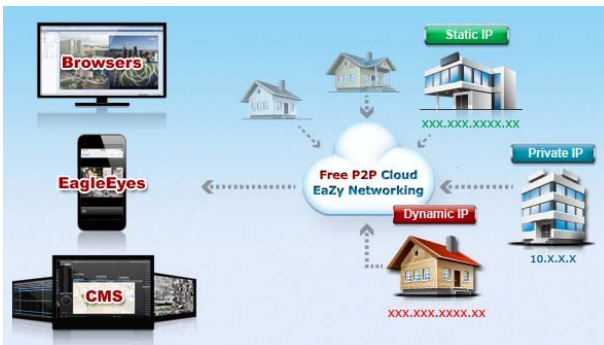 Browsers
EagleEyes
CMS
Free P2P Cloud
EaZy Networking
Static IP
xxx.xxx.xxxx.xx
Private IP
10.x.x.x
Dynamic IP
xxx.xxx.xxxx.xx